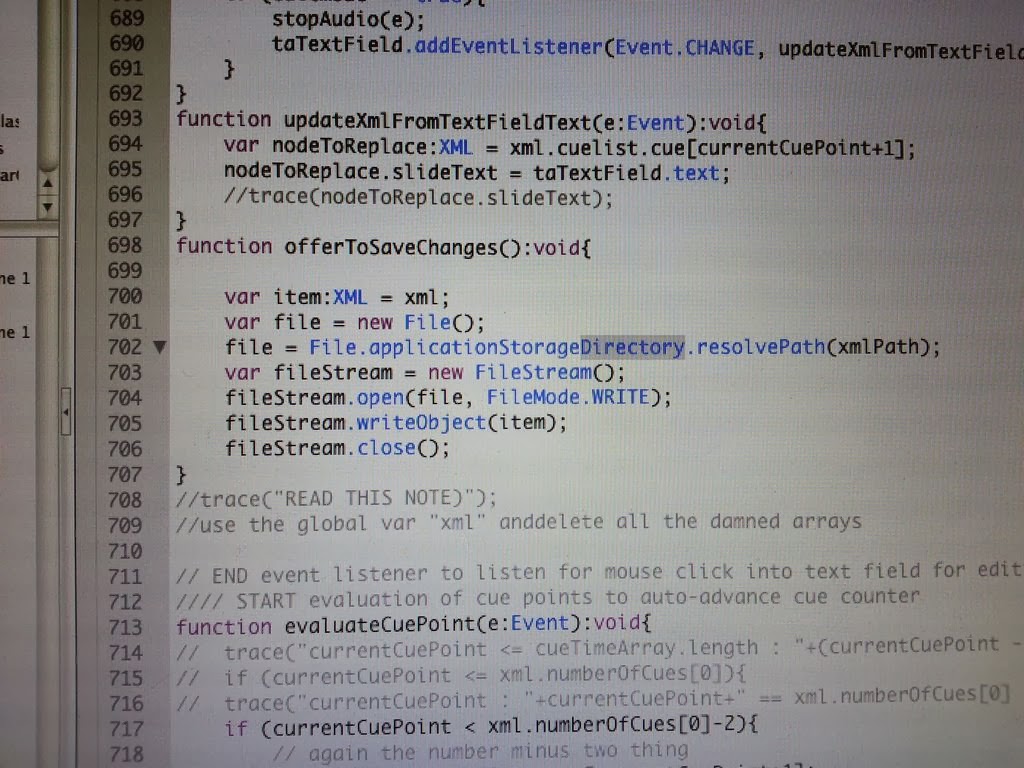 689 stopAudio(e);
690 taTextField.addEventListener(Event.CHANGE, updateXmlFromTextField
691 }
692 }
693 function updateXmlFromTextFieldText(e:Event):void{
694 var nodeToReplace:XML = xml.cuelist.cue[currentCuePoint+1];
695 nodeToReplace.slideText = taTextField.text;
696 //trace(nodeToReplace.slideText);
697 }
698 function offerToSaveChanges():void{
699
700 var item:XML = xml;
701 var file = new File();
702 file = File.applicationStorageDirectory.resolvePath(xmlPath);
703 var fileStream = new FileStream();
704 fileStream.open(file, FileMode.WRITE);
705 fileStream.writeObject(item);
706 fileStream.close();
707 }
708 //trace("READ THIS NOTE)");
709 //use the global var "xml" anddelete all the damned arrays
710
711 // END event listener to listen for mouse click into text field for edit
712 //// START evaluation of cue points to auto-advance cue counter
713 function evaluateCuePoint(e:Event):void{
714 // trace("currentCuePoint <= cueTimeArray.length : "+(currentCuePoint -
715 // if (currentCuePoint <= xml.numberOfCues[0]){
716 // trace("currentCuePoint : "+currentCuePoint+" == xml.numberOfCues[0]
717 if (currentCuePoint < xml.numberOfCues[0]-2){
718 // again the number minus two thing
las
s
ne 1
ne 1